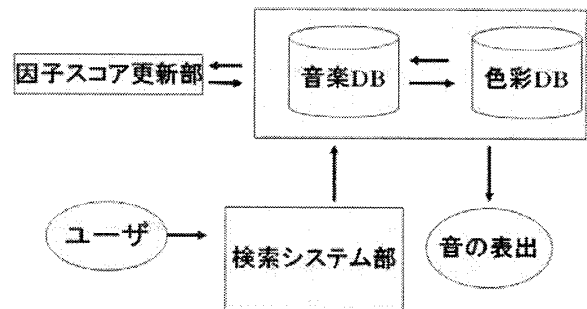 因子スコア更新部
音楽DB
色彩DB
ユーザ
検索システム部
音の表出